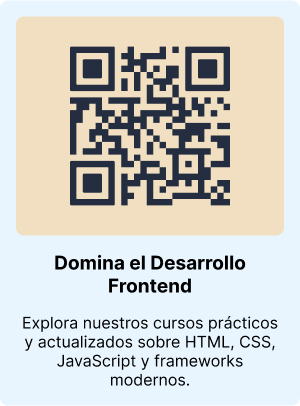 Domina el Desarrollo
Frontend
Explora nuestros cursos prácticos
y actualizados sobre HTML, CSS,
JavaScript y frameworks
modernos.